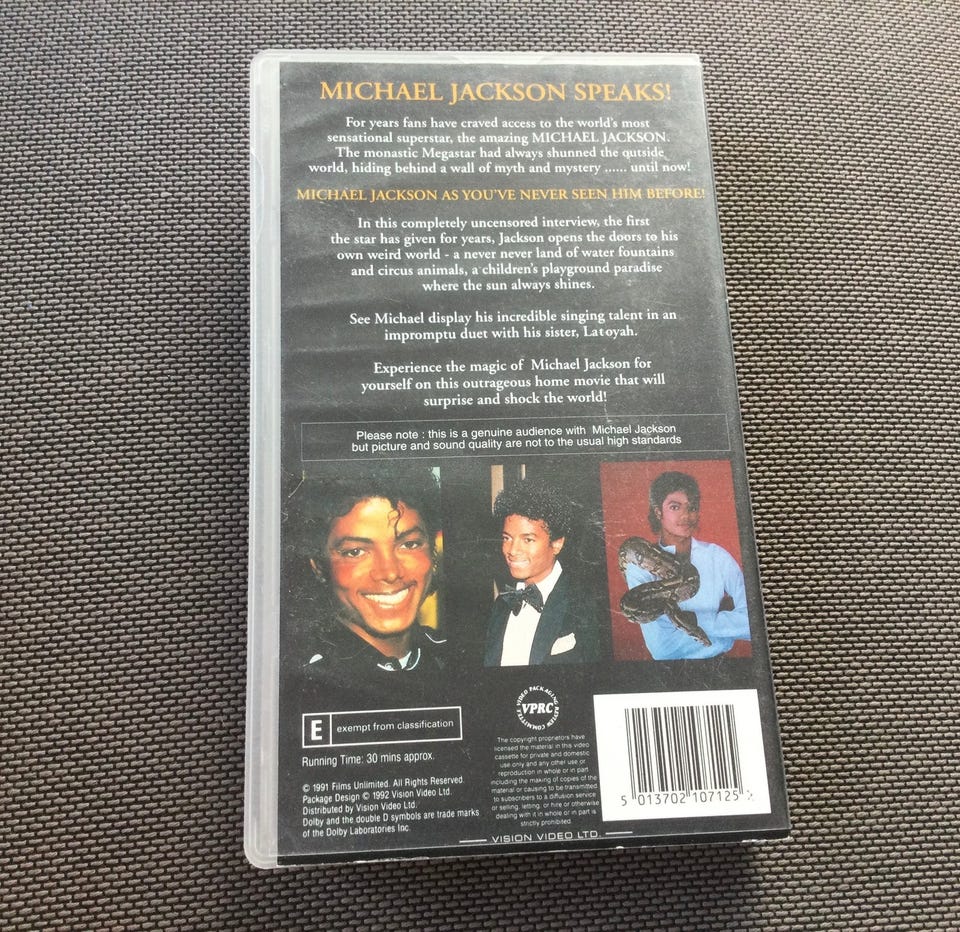 MICHAEL JACKSON SPEAKS!
For years fans have craved access to the world's most
sensational superstar, the amazing MICHAEL JACKSON.
The monastic Megastar had always shunned the outside
world, hiding behind a wall of myth and mystery ...... until now!
MICHAEL JACKSON AS YOU'VE NEVER SEEN HIM BEFORE!
In this completely uncensored interview, the first
the star has given for years, Jackson opens the doors to his
own weird world - a never never land of water fountains
and circus animals, a children's playground paradise
where the sun always shines.
See Michael display his incredible singing talent in an
impromptu duet with his sister, Latoyah.
Experience the magic of Michael Jackson for
yourself on this outrageous home movie that will
surprise and shock the world!
Please note : this is a genuine audience with Michael Jackson
but picture and sound quality are not to the usual high standards
E exempt from classification
Running Time: 30 mins approx.
© 1991 Films Unlimited. All Rights Reserved.
Package Design © 1992 Vision Video Ltd.
Distributed by Vision Video Ltd.
Dolby and the double D symbols are trade marks
of the Dolby Laboratories Inc.
VIDEO PACKAGING REVIEW COMMITTEE
VPRC
The copyright proprietors have
licensed the material in this video
cassette for private and domestic
use only and any other use or
reproduction in whole or in part
including the making of copies of the
material or causing to be transmitted
to subscribers to a diffusion service
or selling, letting, or hire or otherwise
dealing with it in whole or in part is
strictly prohibited.
VISION VIDEO LTD.
5 013702 107125